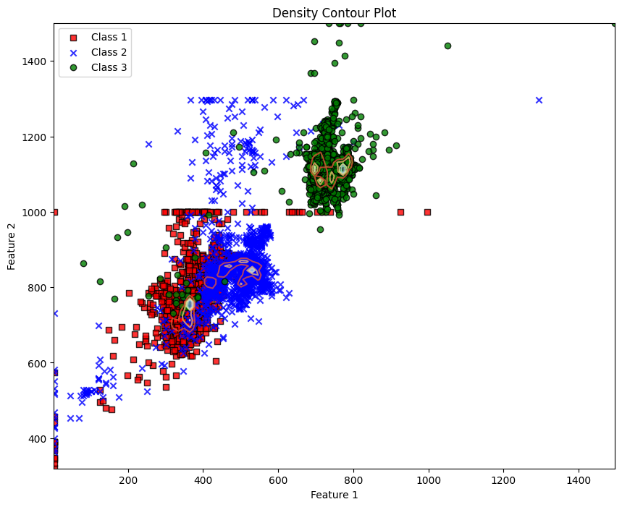 Density Contour Plot
Class 1
Class 2
Class 3
1400
1200
1000
800
600
400
Feature 2
200
400
600
800
1000
1200
1400
Feature 1